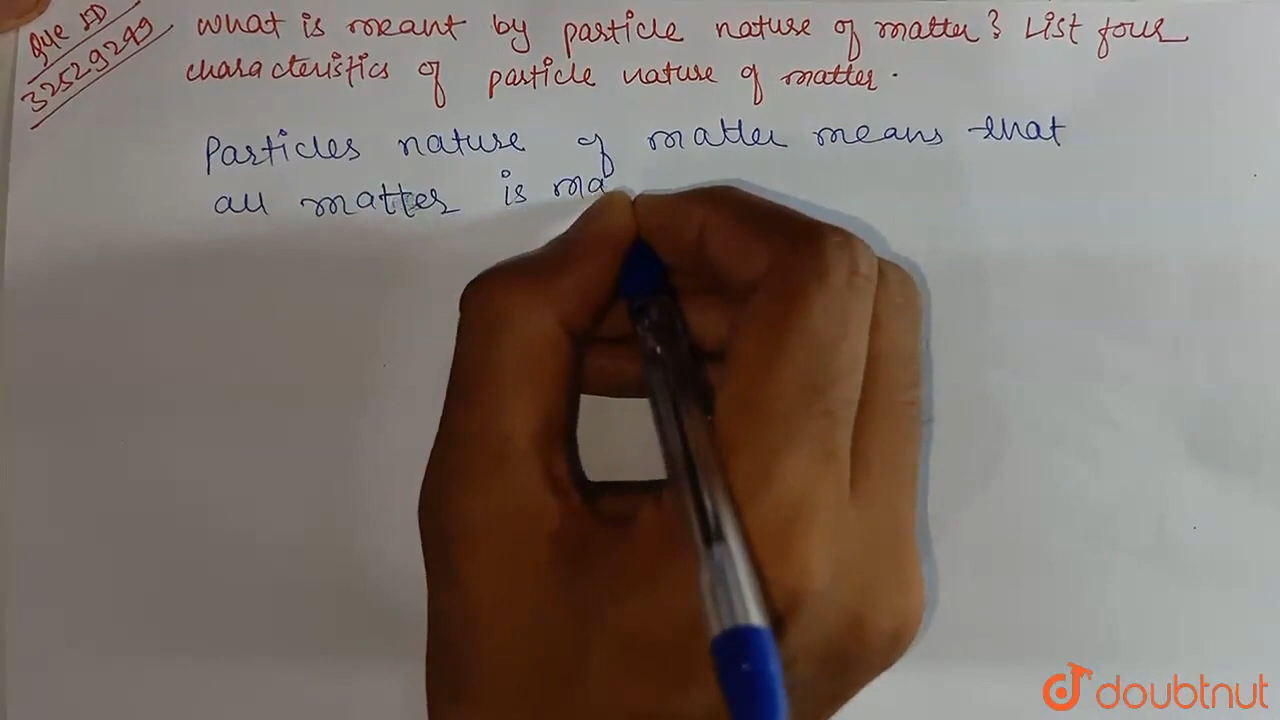 Que ID
32529249
What is meant by particle nature of matter? List four
characteristics of particle nature of matter.
Particles nature of matter means that
all matter is ma
doubtnut